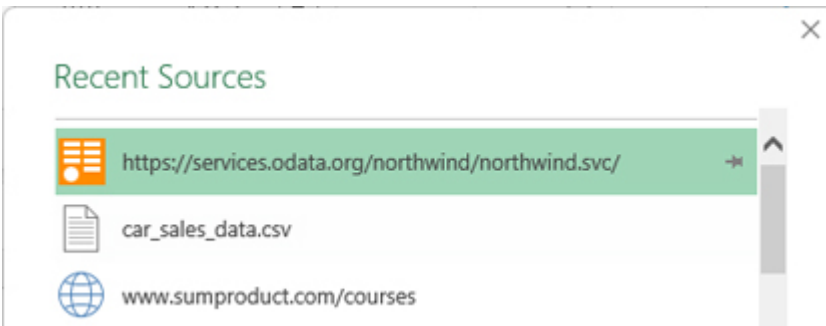 Recent Sources
https://services.odata.org/northwind/northwind.svc/
car_sales_data.csv
www.sumproduct.com/courses